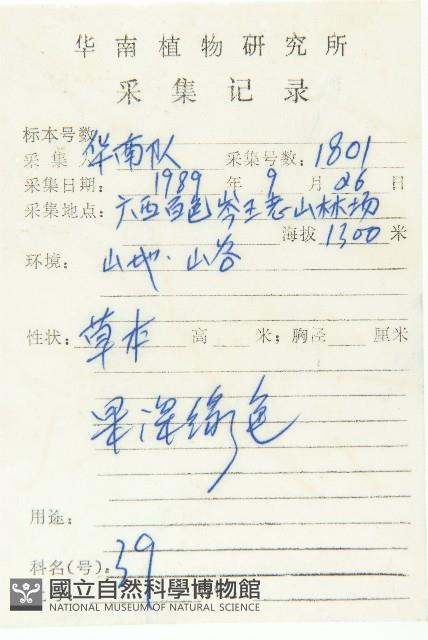 华南植物研究所
采集记录
标本号数
采集人 华南队 采集号数: 1801
采集日期: 1989 年 9 月 26 日
采集地点: 广西百色岑王老山林场
海拔 1300 米
环境: 山地·山谷
性状: 草本 高 米; 胸径 厘米
果深绿色
用途:
科名(号): 39
國立自然科學博物館
NATIONAL MUSEUM OF NATURAL SCIENCE